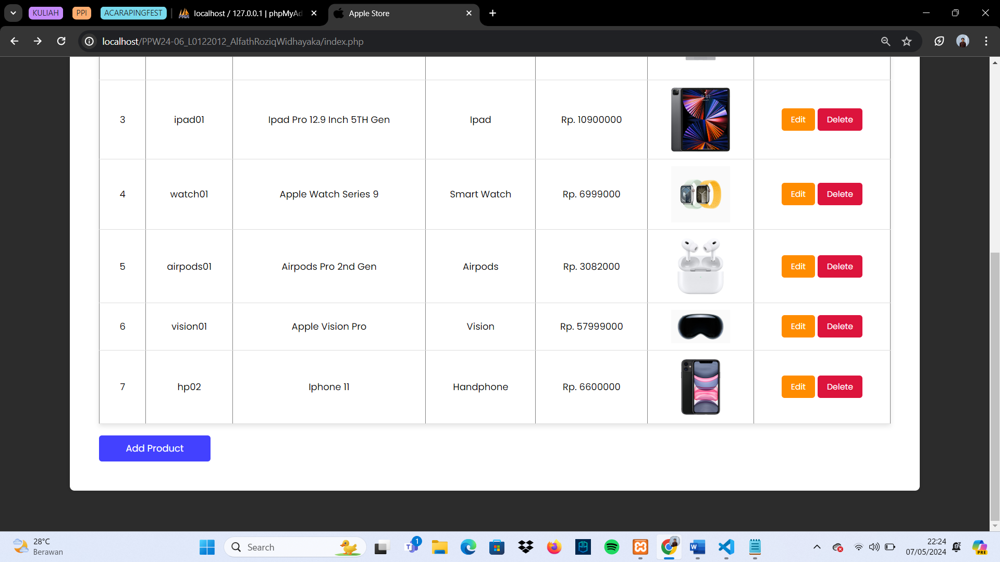 KULIAH
PPI
ACARAPINGFEST
localhost / 127.0.0.1 | phpMyAd
Apple Store
localhost/PPW24-06_L0122012_AlfathRoziqWidhayaka/index.php
3 ipad01 Ipad Pro 12.9 Inch 5TH Gen Ipad Rp. 10900000 Edit Delete
9:41
4 watch01 Apple Watch Series 9 Smart Watch Rp. 6999000 Edit Delete
5 airpods01 Airpods Pro 2nd Gen Airpods Rp. 3082000 Edit Delete
6 vision01 Apple Vision Pro Vision Rp. 57999000 Edit Delete
7 hp02 Iphone 11 Handphone Rp. 6600000 Edit Delete
Add Product
28°C
Berawan
Search
1
22:24
07/05/2024
PRE